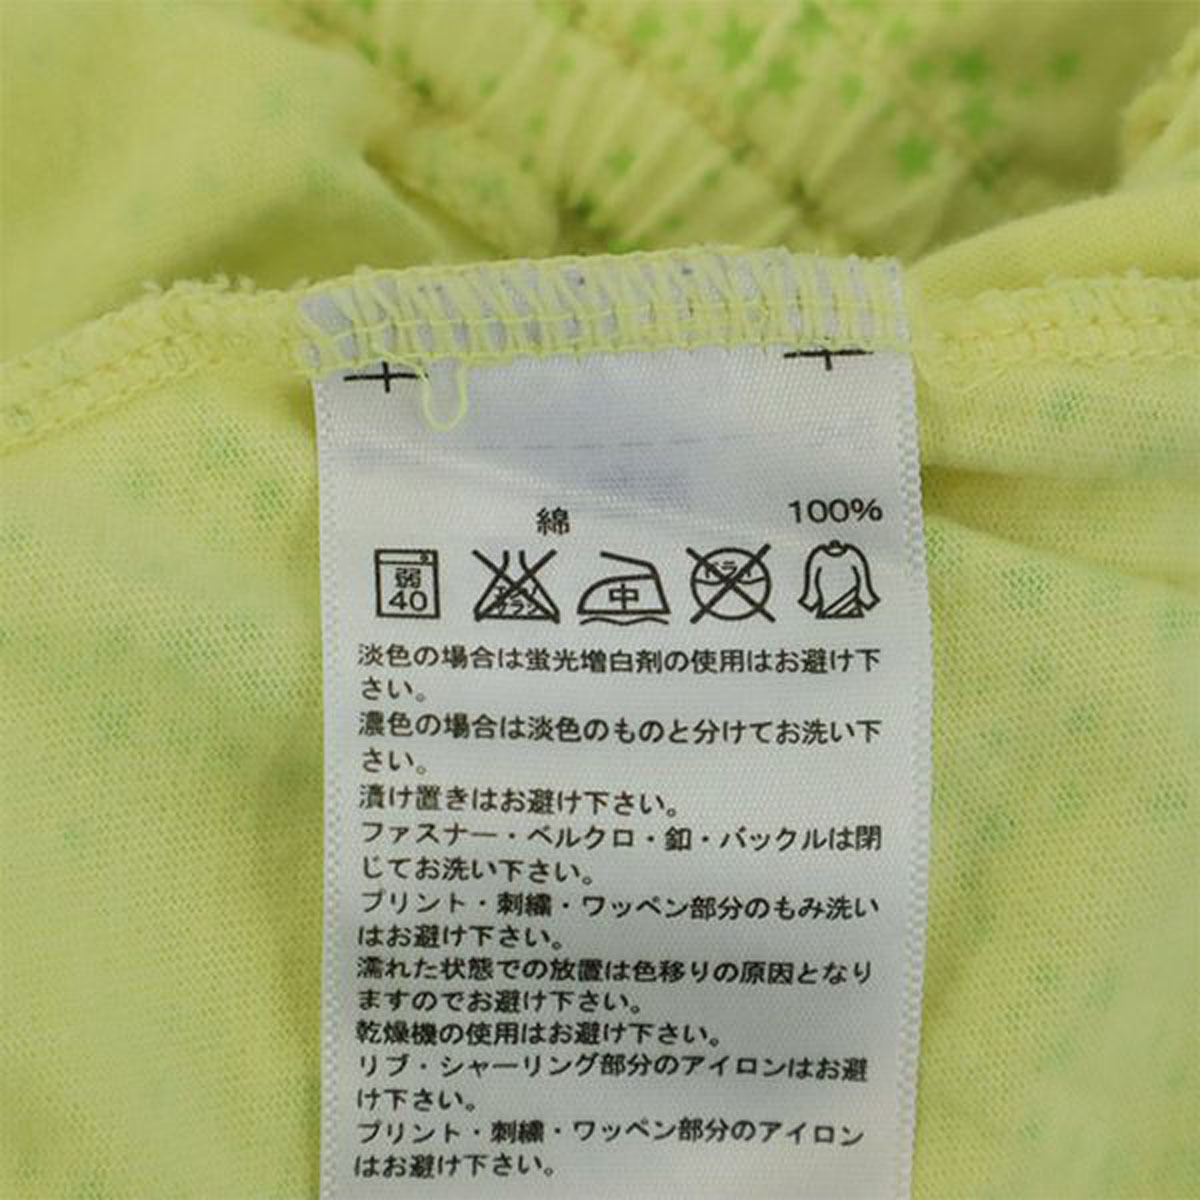 綿 100%
弱 40 エンソ サラシ 中 ドライ
淡色の場合は蛍光増白剤の使用はお避け下
さい。
濃色の場合は淡色のものと分けてお洗い下
さい。
漬け置きはお避け下さい。
ファスナー・ベルクロ・釦・バックルは閉
じてお洗い下さい。
プリント・刺繍・ワッペン部分のもみ洗い
はお避け下さい。
濡れた状態での放置は色移りの原因となり
ますのでお避け下さい。
乾燥機の使用はお避け下さい。
リブ・シャーリング部分のアイロンはお避
け下さい。
プリント・刺繍・ワッペン部分のアイロン
はお避け下さい。